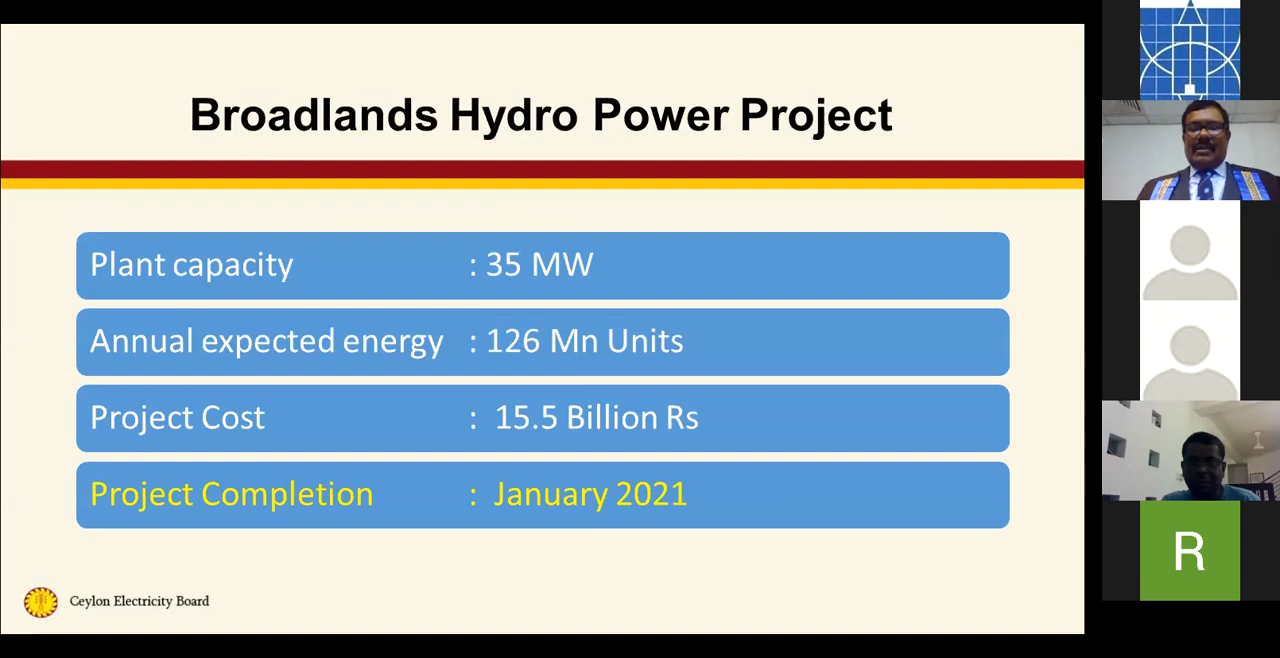 Broadlands Hydro Power Project
Plant capacity : 35 MW
Annual expected energy : 126 Mn Units
Project Cost : 15.5 Billion Rs
Project Completion : January 2021
Ceylon Electricity Board
R